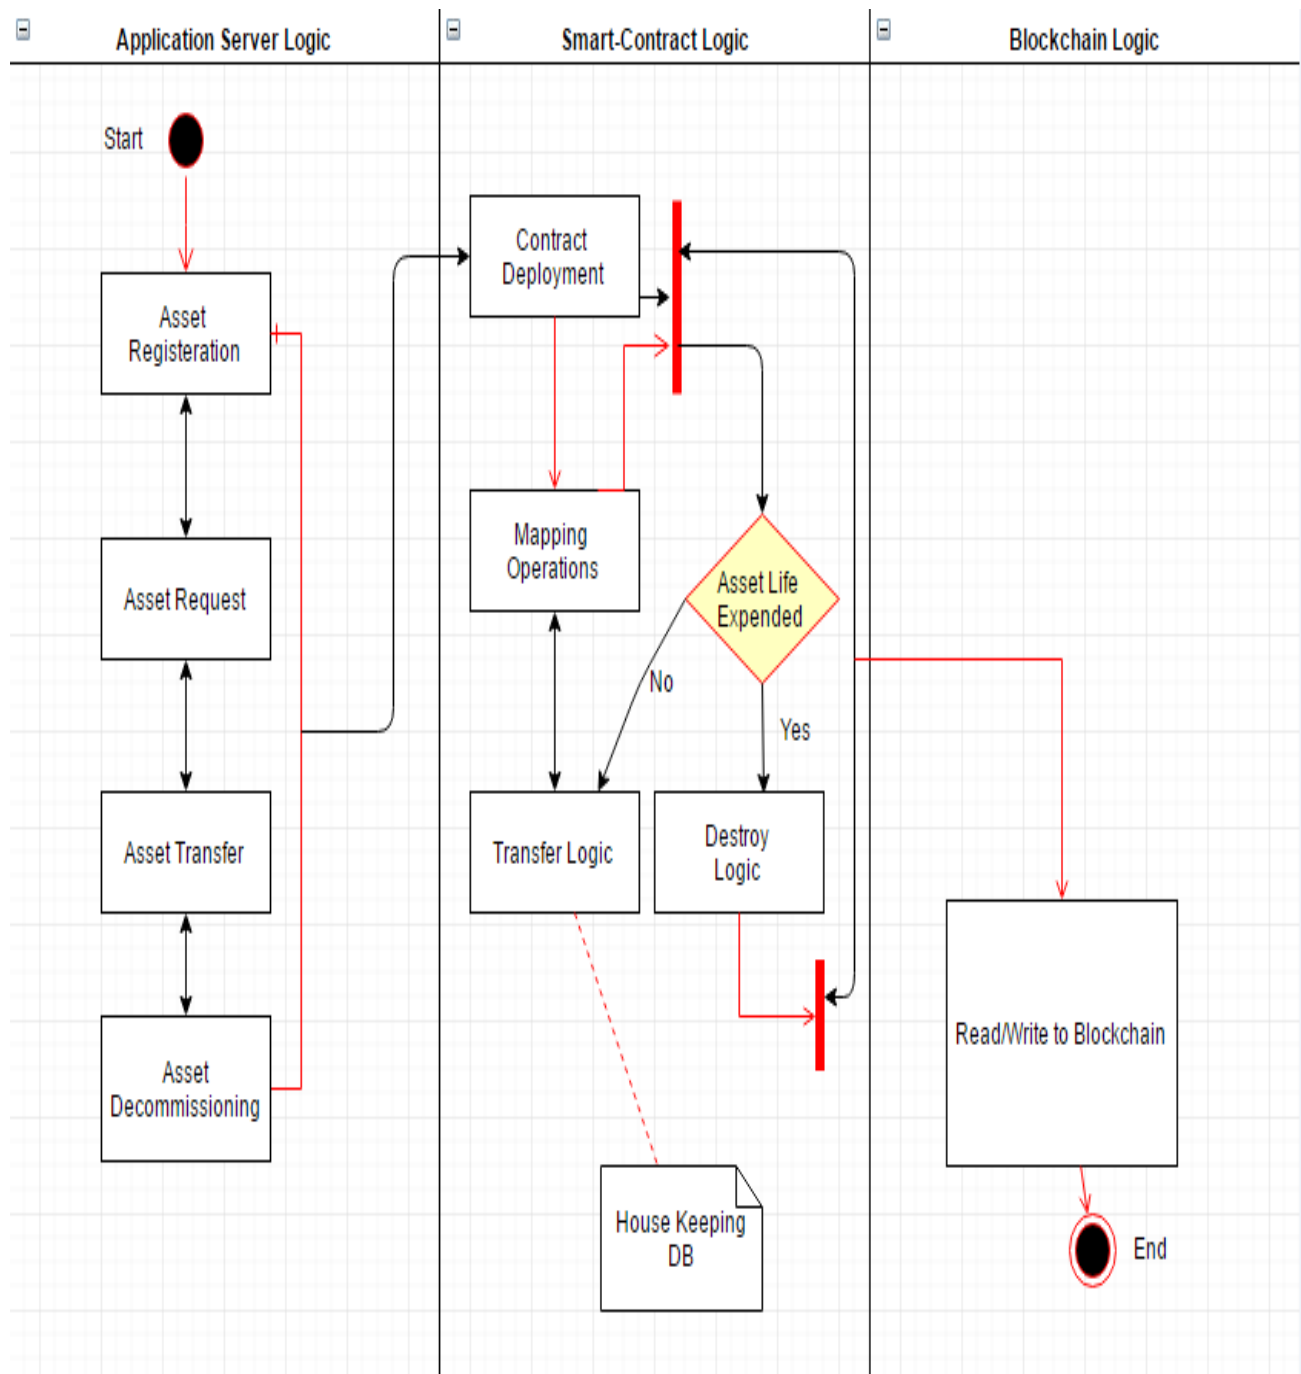 Application Server Logic
Smart-Contract Logic
Blockchain Logic
Start
Asset
Registeration
Asset Request
Asset Transfer
Asset
Decommissioning
Contract
Deployment
Mapping
Operations
Asset Life
Expended
No
Yes
Transfer Logic
Destroy
Logic
House Keeping
DB
Read/Write to Blockchain
End